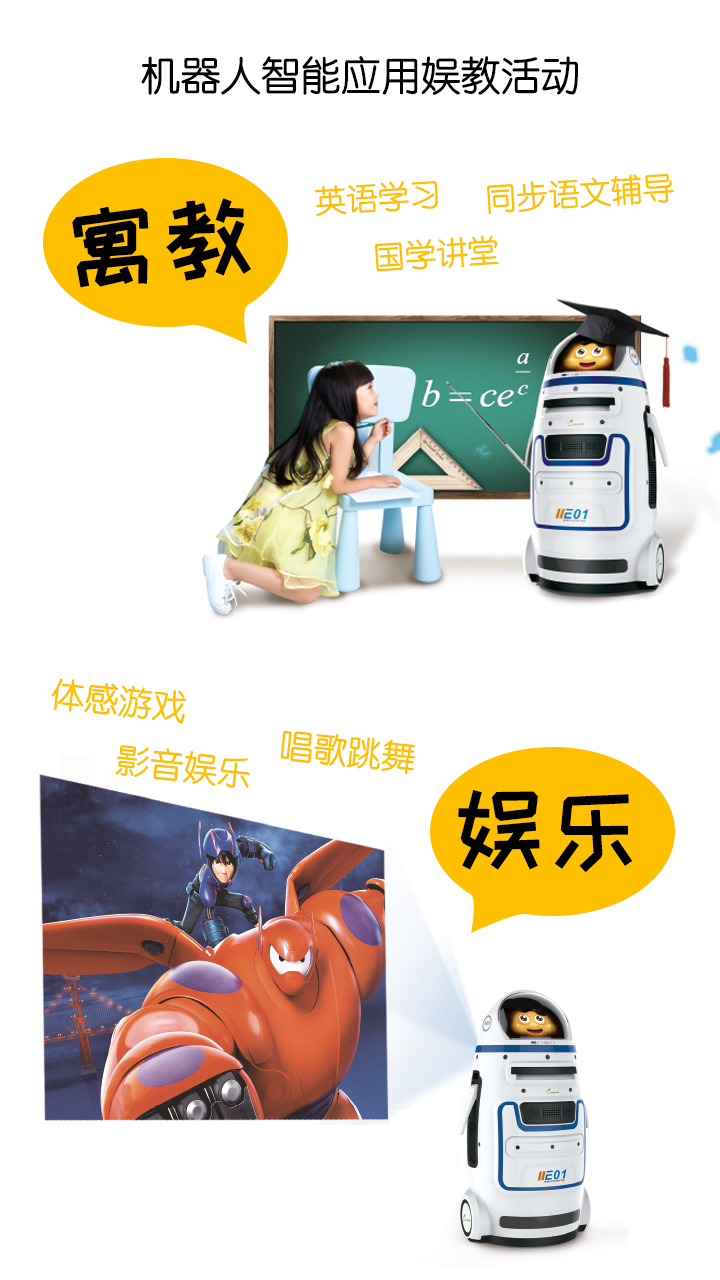 机器人智能应用娱教活动
寓教
英语学习
同步语文辅导
国学讲堂
b = ce^{a/c}
IIE01
体感游戏
影音娱乐
唱歌跳舞
娱乐
IIE01